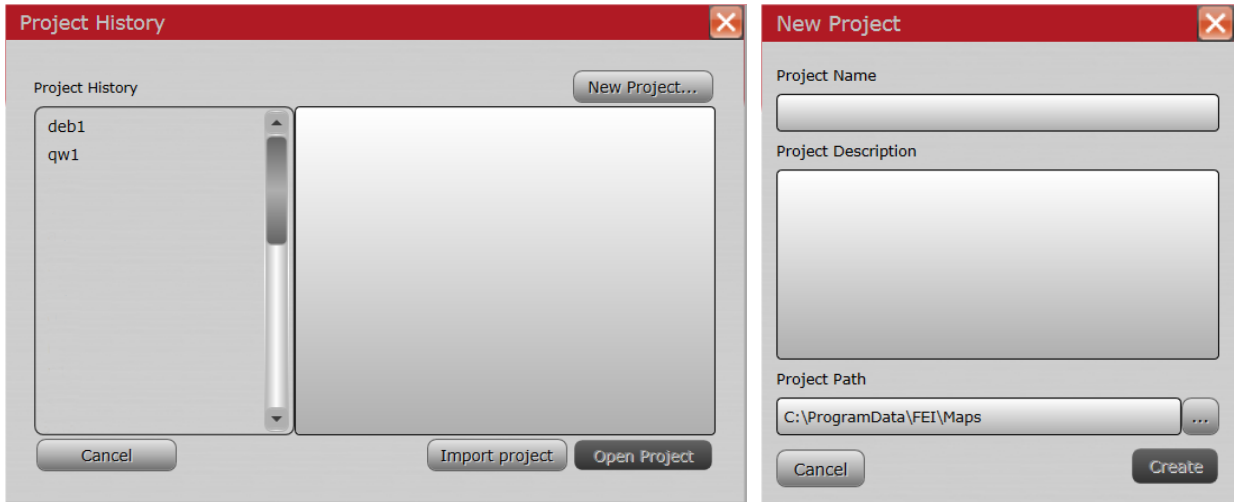 Project History
Project History
New Project...
deb1
qw1
Cancel
Import project
Open Project
New Project
Project Name
Project Description
Project Path
C:\ProgramData\FEI\Maps
...
Cancel
Create